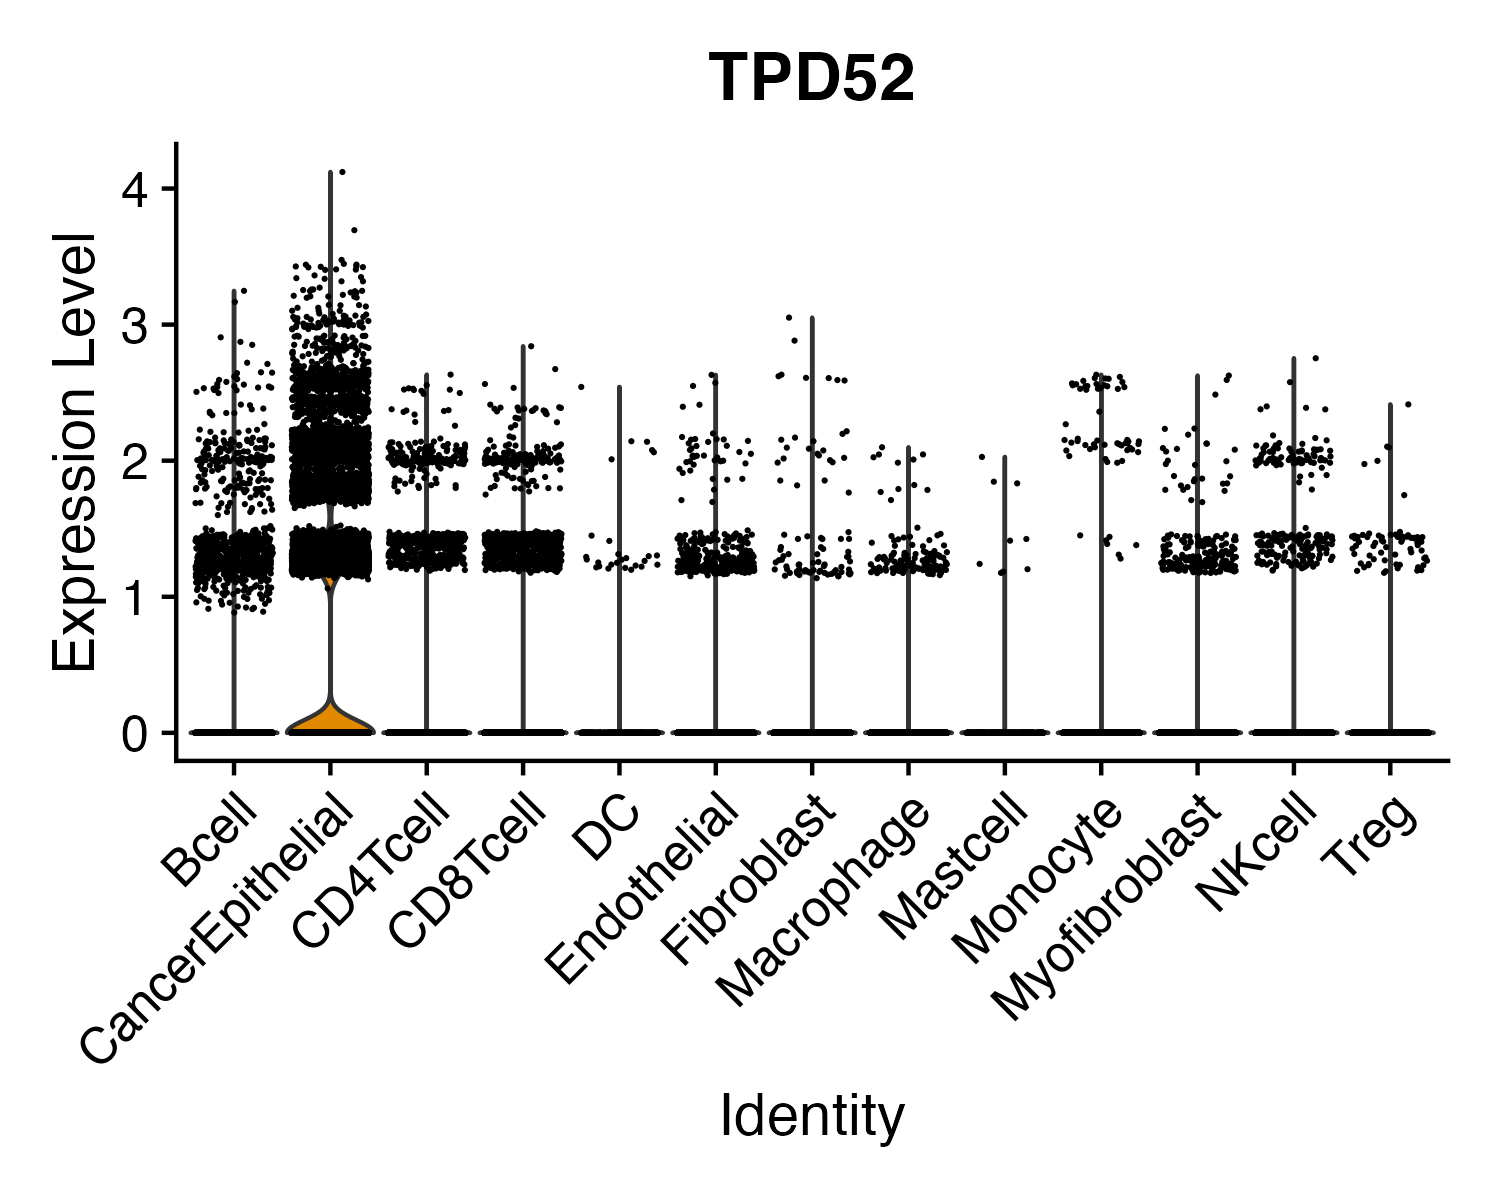 TPD52
Expression Level
4
3
2
1
0
Bcell
CancerEpithelial
CD4Tcell
CD8Tcell
DC
Endothelial
Fibroblast
Macrophage
Mastcell
Monocyte
Myofibroblast
NKcell
Treg
Identity